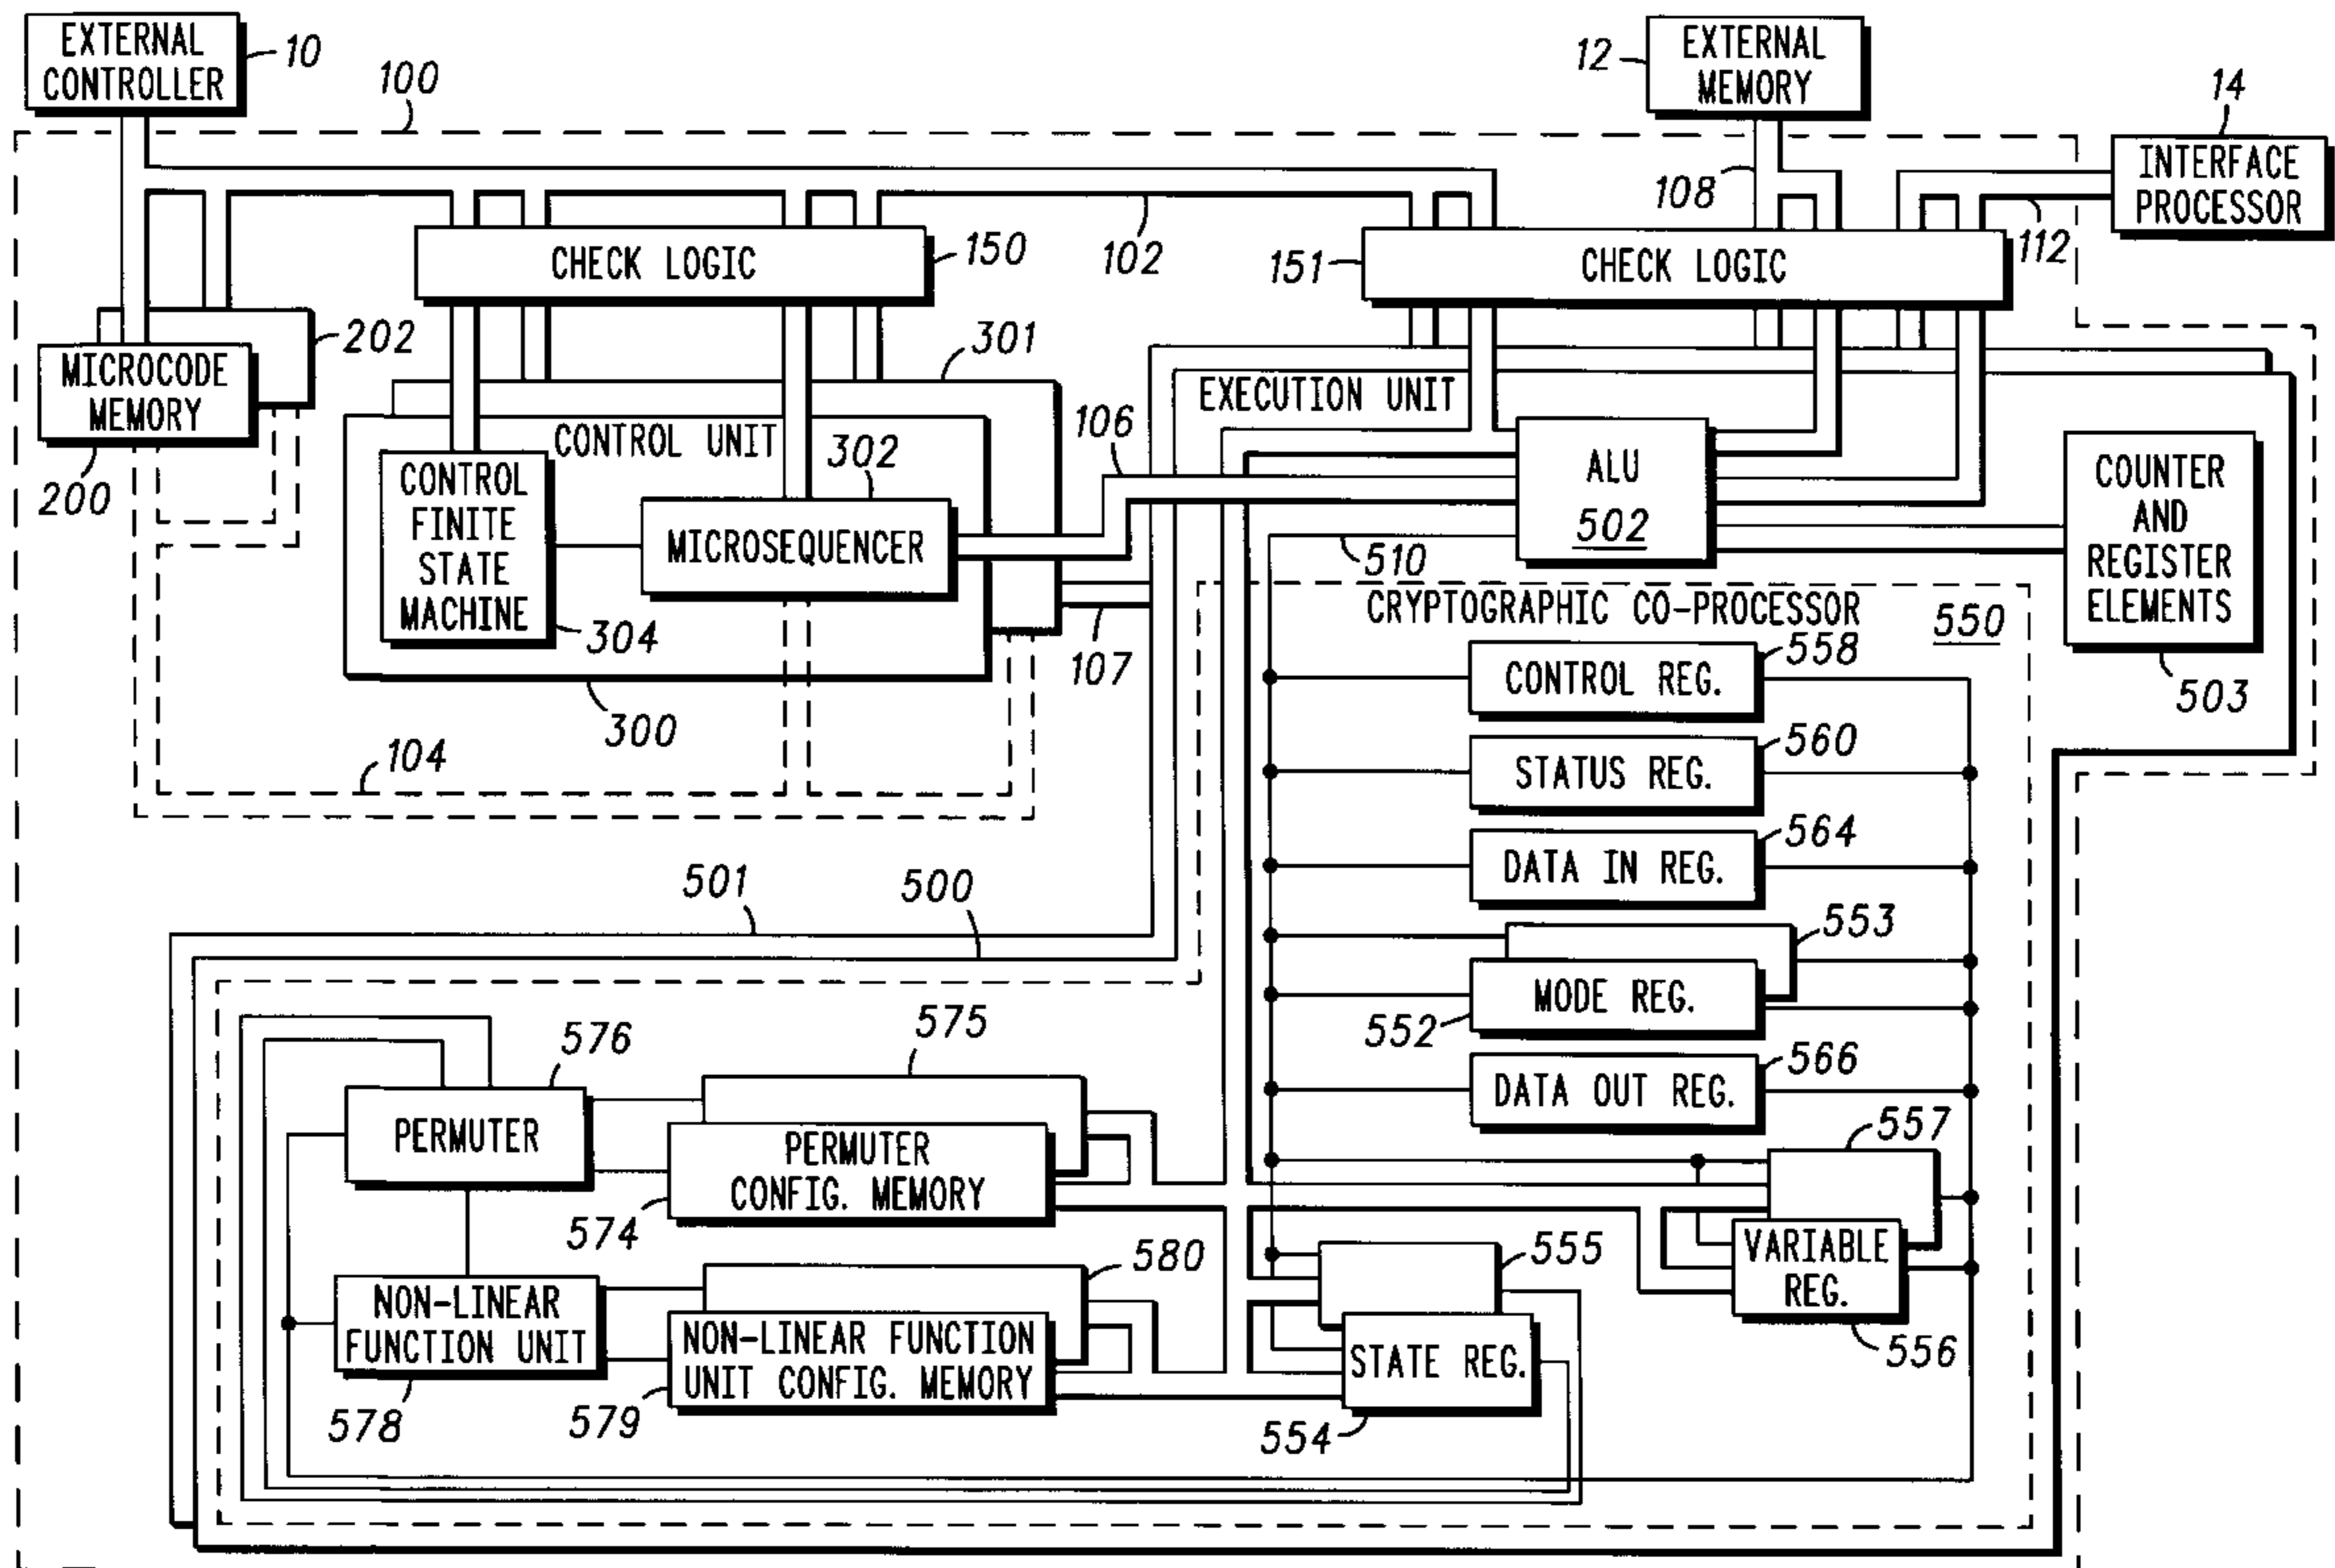 EXTERNAL
CONTROLLER
10
100
12
EXTERNAL
MEMORY
14
INTERFACE
PROCESSOR
108
112
CHECK LOGIC
150
102
151
CHECK LOGIC
202
MICROCODE
MEMORY
200
301
CONTROL UNIT
302
CONTROL
FINITE
STATE
MACHINE
304
MICROSEQUENCER
300
106
107
104
EXECUTION UNIT
ALU
502
510
COUNTER
AND
REGISTER
ELEMENTS
503
CRYPTOGRAPHIC CO-PROCESSOR
550
558
CONTROL REG.
560
STATUS REG.
564
DATA IN REG.
553
MODE REG.
552
566
DATA OUT REG.
557
VARIABLE
REG.
556
555
STATE REG.
554
501
500
576
PERMUTER
575
PERMUTER
CONFIG. MEMORY
574
580
NON-LINEAR
FUNCTION UNIT
578
NON-LINEAR FUNCTION
UNIT CONFIG. MEMORY
579